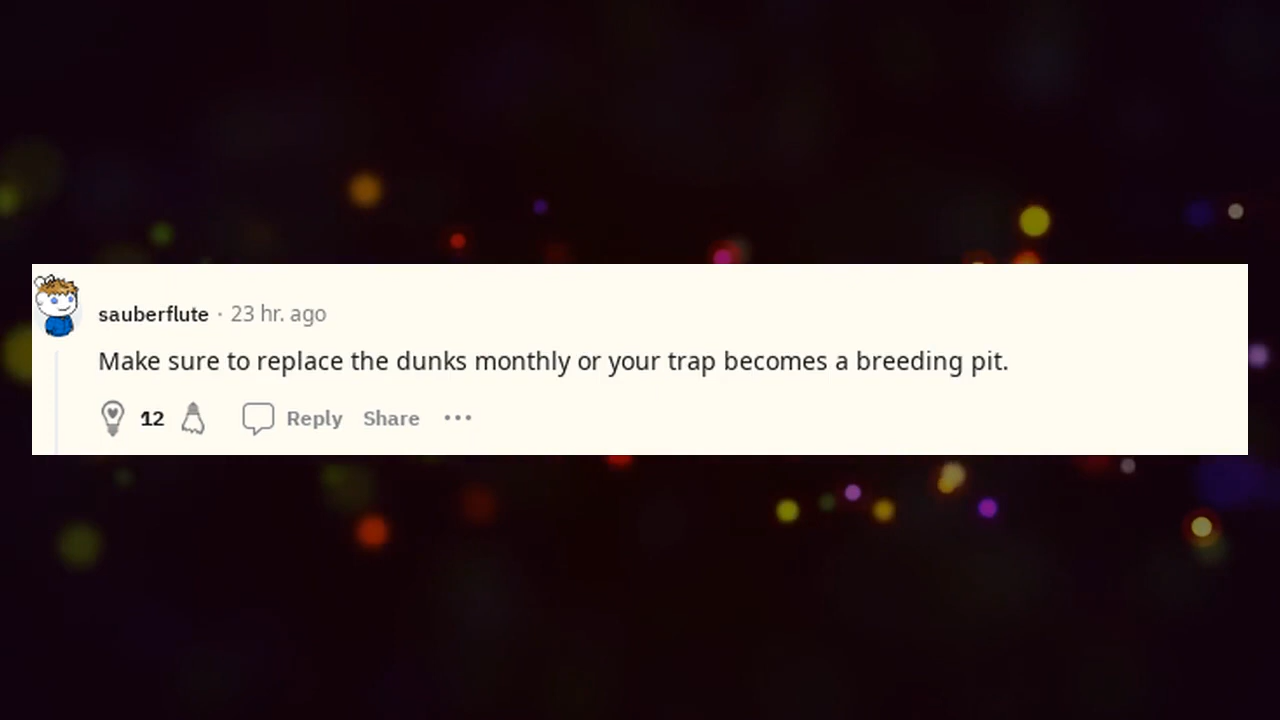 sauberflute · 23 hr. ago
Make sure to replace the dunks monthly or your trap becomes a breeding pit.
12 Reply Share ···